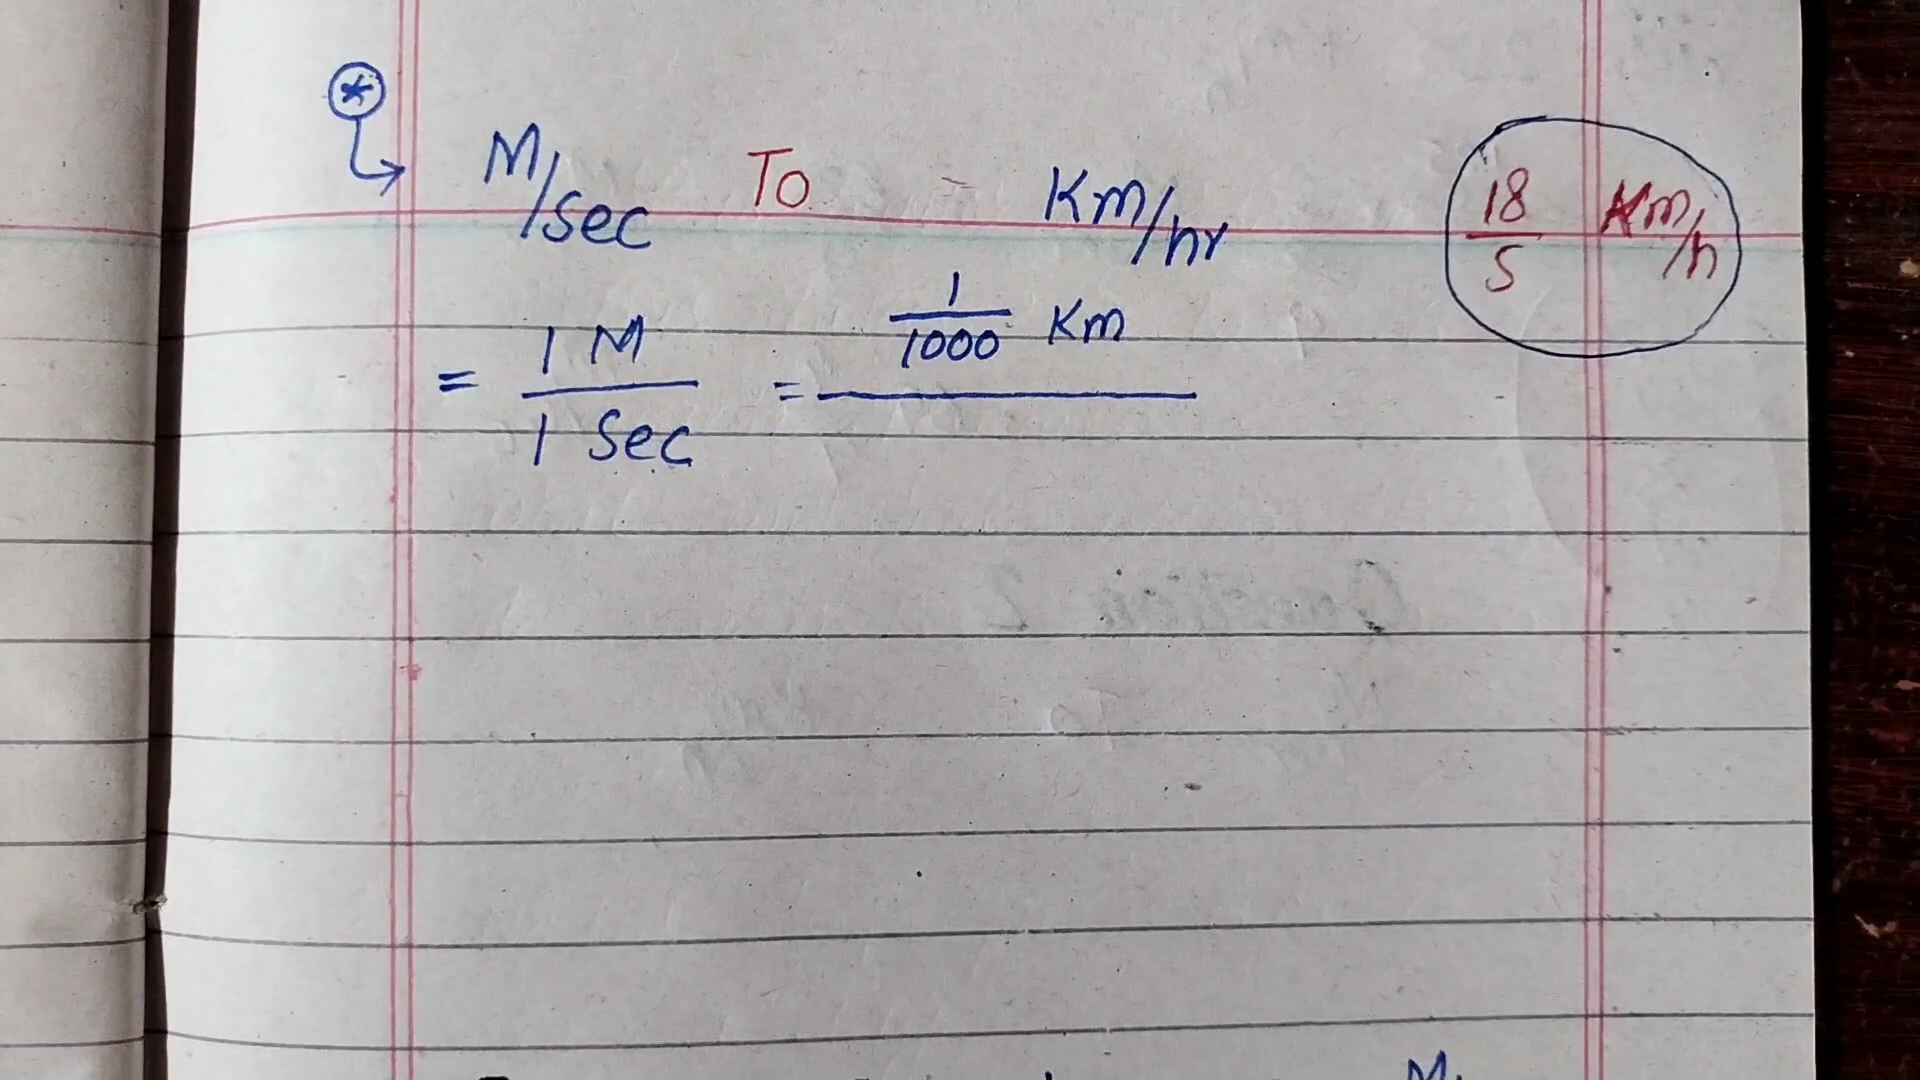 M/sec To Km/hr
18/5 Km/h
= 1 M / 1 Sec = 1/1000 Km